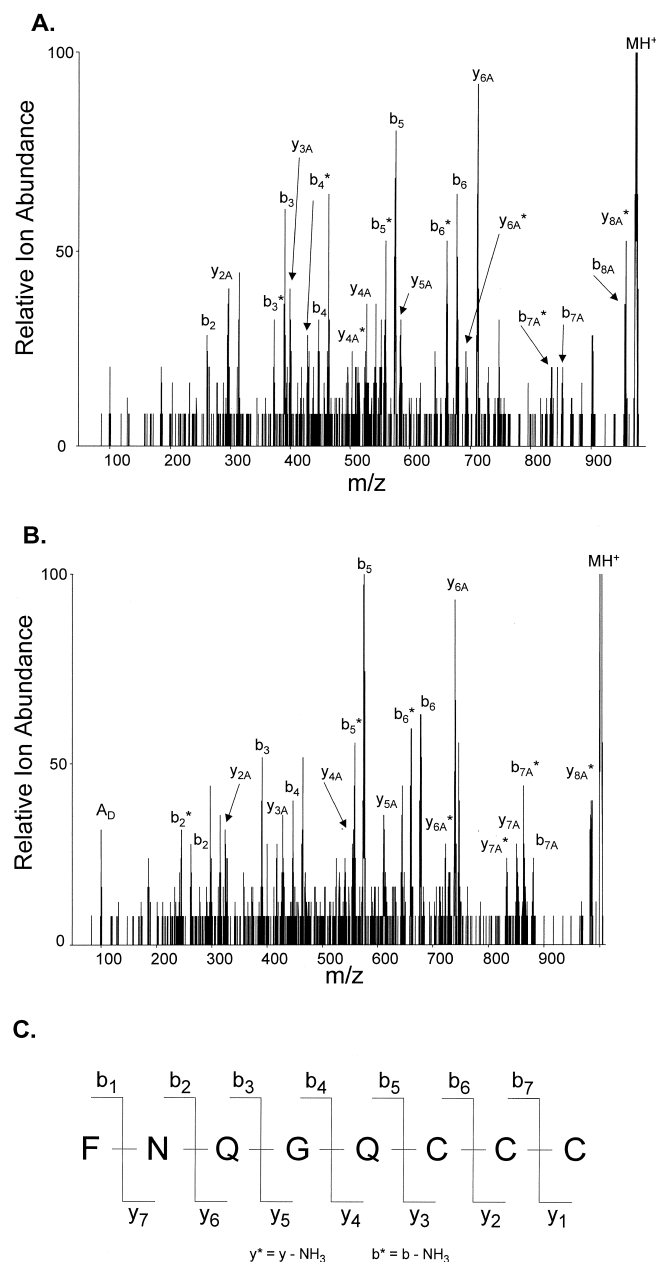 A.
MH+
100
y6A
b5
y3A
b4*
b6
b3
y6A*
b5*
b6*
y8A*
50
y2A
b8A
y5A
y4A
b3*
b4
b2
y4A*
b7A*
b7A
Relative Ion Abundance
0
100 200 300 400 500 600 700 800 900
m/z
B.
MH+
100
b5
y6A
b6*
b6
b5*
b3
y2A
y4A
b7A*
y8A*
50
b4
AD
y3A
y5A
b2*
y6A*
y7A
b2
y7A*
b7A
Relative Ion Abundance
0
100 200 300 400 500 600 700 800 900
m/z
C.
b1 b2 b3 b4 b5 b6 b7
F N Q G Q C C C
y7 y6 y5 y4 y3 y2 y1
y* = y - NH3 b* = b - NH3